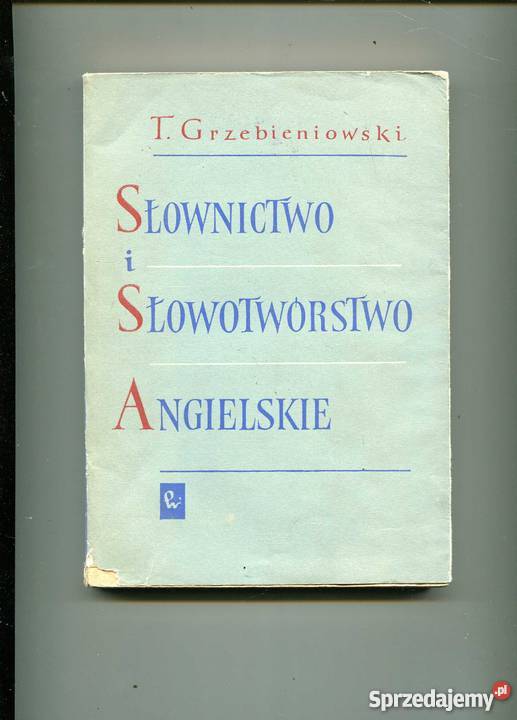 T. Grzebieniowski
SŁOWNICTWO
i
SŁOWOTWÓRSTWO
ANGIELSKIE
Sprzedajemy.pl